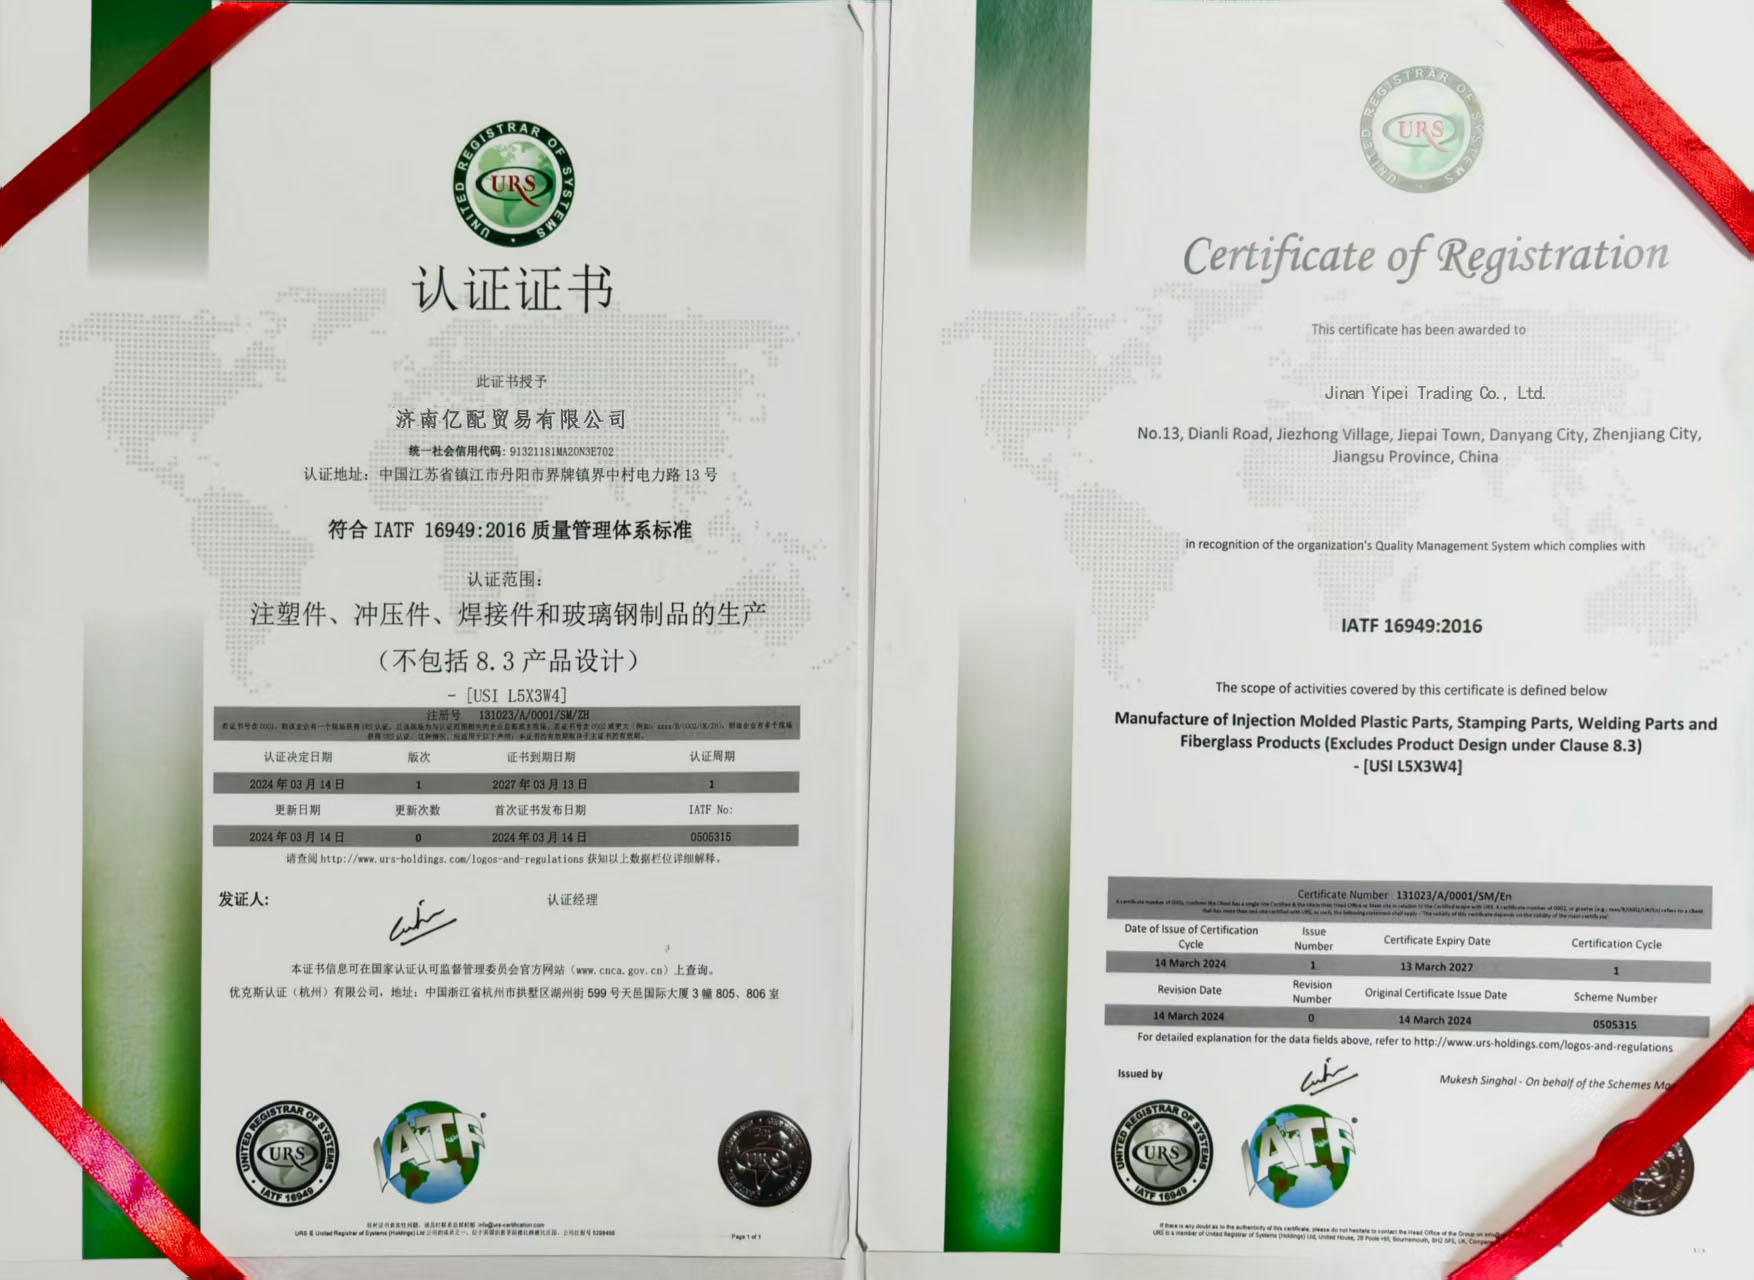 UNITED REGISTRAR OF SYSTEMS
URS
认证证书
此证书授予
济南亿配贸易有限公司
统一社会信用代码: 91321181MA20N3E702
认证地址: 中国江苏省镇江市丹阳市界牌镇界中村电力路 13 号
符合 IATF 16949:2016 质量管理体系标准
认证范围:
注塑件、冲压件、焊接件和玻璃钢制品的生产
(不包括 8.3 产品设计)
- [USI L5X3W4]
注册号 131023/A/0001/SM/ZH
认证决定日期 版次 证书到期日期 认证周期
2024 年 03 月 14 日 1 2027 年 03 月 13 日 1
更新日期 更新次数 首次证书发布日期 IATF No:
2024 年 03 月 14 日 0 2024 年 03 月 14 日 0505315
请查阅 http://www.urs-holdings.com/logos-and-regulations 获知以上数据栏位详细解释。
发证人: 认证经理
本证书信息可在国家认证认可监督管理委员会官方网站 (www.cnca.gov.cn) 上查询。
优克斯认证 (杭州) 有限公司, 地址: 中国浙江省杭州市拱墅区湖州街 599 号天邑国际大厦 3 幢 805、806 室
UNITED REGISTRAR OF SYSTEMS
URS
IATF 16949
IATF
Page 1 of 1
UNITED REGISTRAR OF SYSTEMS
URS
Certificate of Registration
This certificate has been awarded to
Jinan Yipei Trading Co., Ltd.
No.13, Dianli Road, Jiezhong Village, Jiepai Town, Danyang City, Zhenjiang City,
Jiangsu Province, China
in recognition of the organization's Quality Management System which complies with
IATF 16949:2016
The scope of activities covered by this certificate is defined below
Manufacture of Injection Molded Plastic Parts, Stamping Parts, Welding Parts and
Fiberglass Products (Excludes Product Design under Clause 8.3)
- [USI L5X3W4]
Certificate Number 131023/A/0001/SM/En
Date of Issue of Certification Cycle Issue Number Certificate Expiry Date Certification Cycle
14 March 2024 1 13 March 2027 1
Revision Date Revision Number Original Certificate Issue Date Scheme Number
14 March 2024 0 14 March 2024 0505315
For detailed explanation for the data fields above, refer to http://www.urs-holdings.com/logos-and-regulations
Issued by Mukesh Singhal - On behalf of the Schemes
UNITED REGISTRAR OF SYSTEMS
URS
IATF 16949
IATF